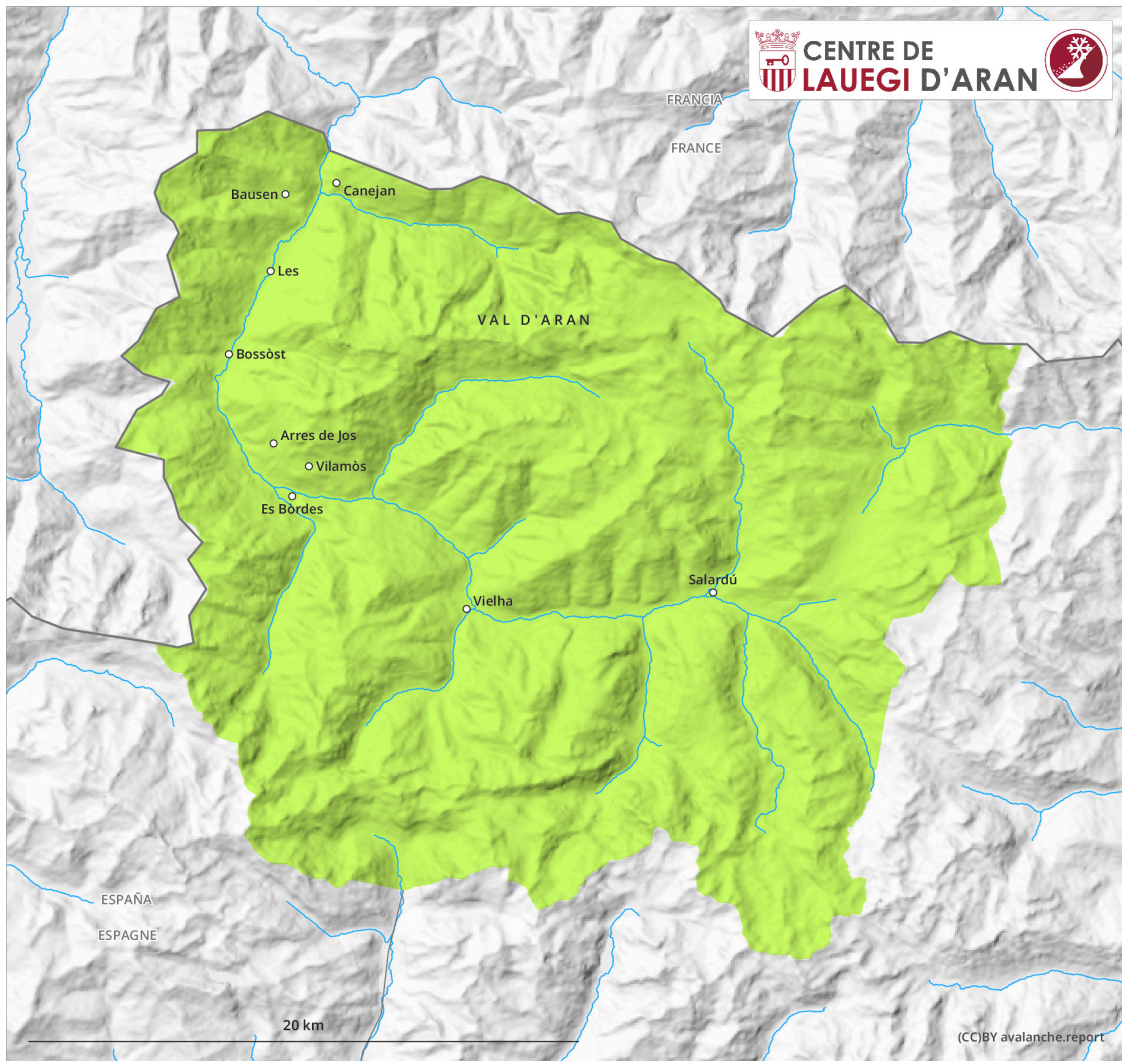 CENTRE DE
LAUEGI D'ARAN
FRANCIA
FRANCE
Bausen
Canejan
Les
VAL D'ARAN
Bossòst
Arres de Jos
Vilamòs
Es Bòrdes
Salardú
Vielha
ESPAÑA
ESPAGNE
20 km
(CC)BY avalanche.report